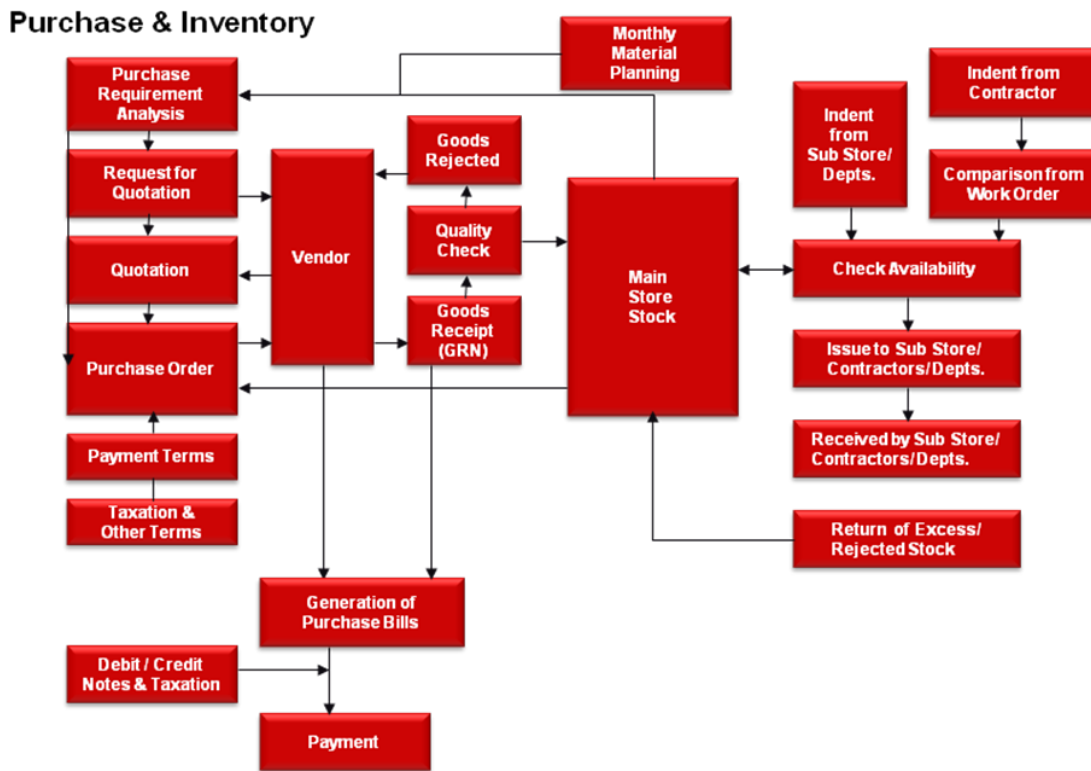 Purchase & Inventory
Monthly
Material
Planning
Purchase
Requirement
Analysis
Indent from
Contractor
Indent
from
Sub Store/
Depts.
Goods
Rejected
Request for
Quotation
Comparison from
Work Order
Vendor
Quality
Check
Quotation
Main
Store
Stock
Check Availability
Goods
Receipt
(GRN)
Purchase Order
Issue to Sub Store/
Contractors/Depts.
Payment Terms
Received by Sub Store/
Contractors/Depts.
Taxation &
Other Terms
Return of Excess/
Rejected Stock
Generation of
Purchase Bills
Debit / Credit
Notes & Taxation
Payment